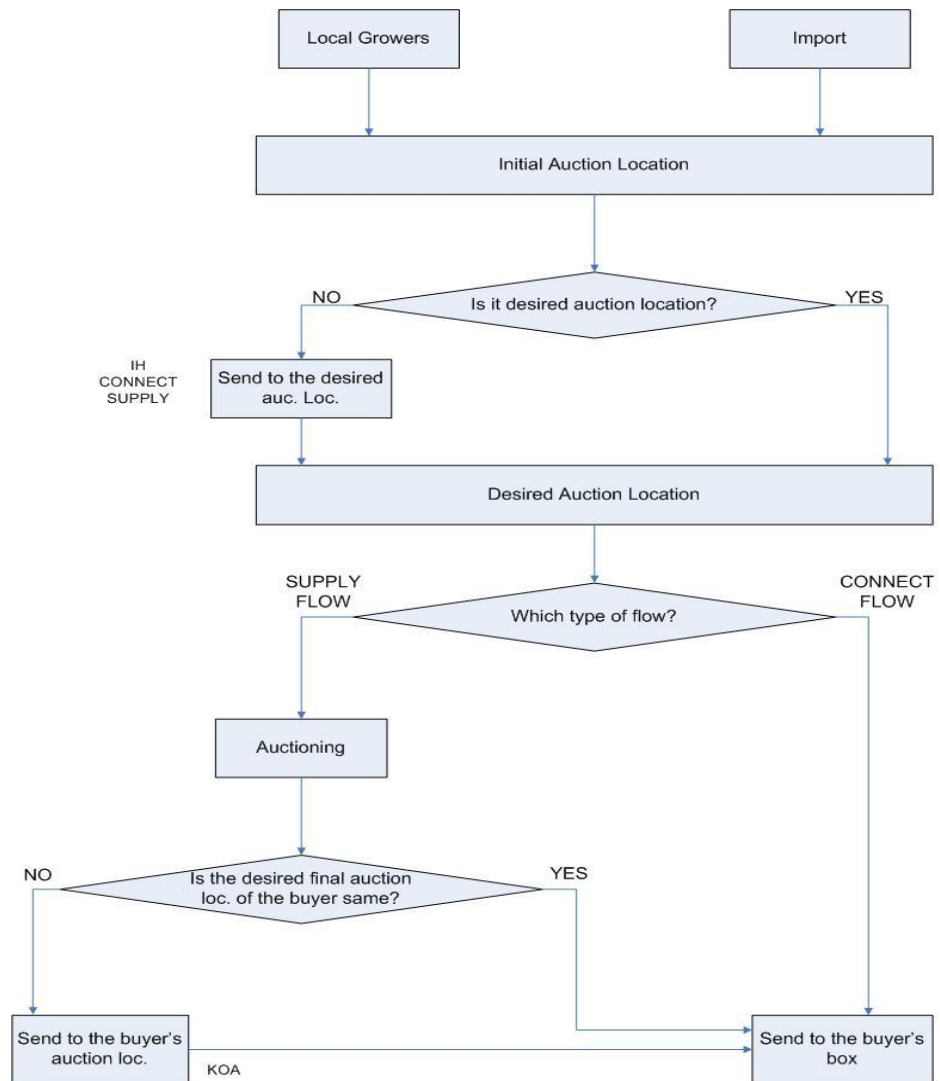 Local Growers
Import
Initial Auction Location
Is it desired auction location?
NO
YES
IH
CONNECT
SUPPLY
Send to the desired
auc. Loc.
Desired Auction Location
SUPPLY
FLOW
CONNECT
FLOW
Which type of flow?
Auctioning
NO
YES
Is the desired final auction
loc. of the buyer same?
Send to the buyer's
auction loc.
KOA
Send to the buyer's
box